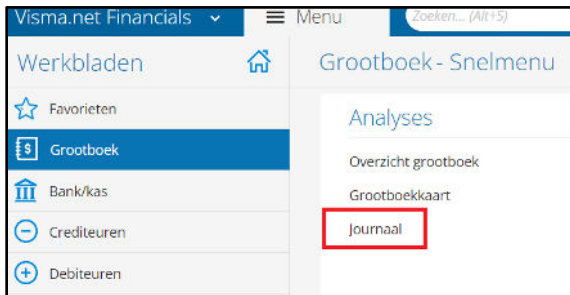 Visma.net Financials
Menu
Zoeken... (Alt+S)
Werkbladen
Grootboek - Snelmenu
Favorieten
Analyses
Grootboek
Overzicht grootboek
Bank/kas
Grootboekkaart
Crediteuren
Journaal
Debiteuren